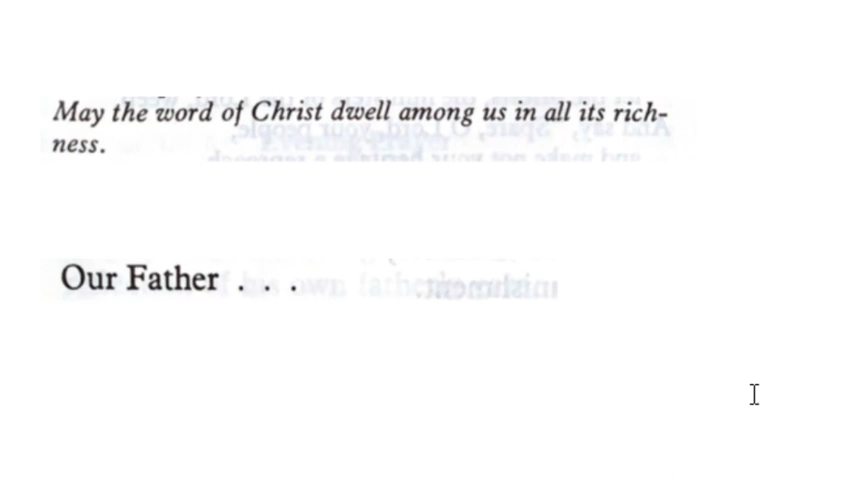 May the word of Christ dwell among us in all its rich-
ness.
Our Father . . .